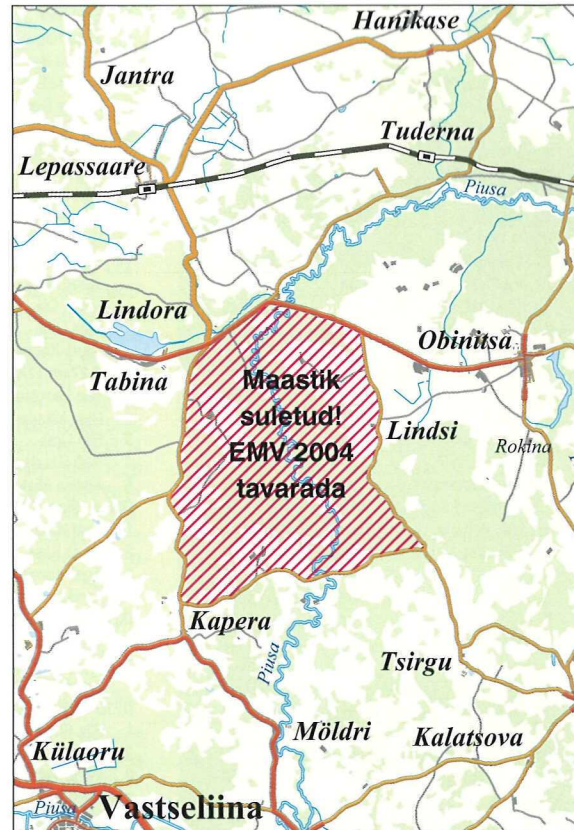 Hanikase
Jantra
Tuderna
Lepassaare
Piusa
Lindora
Obinitsa
Tabina
Maastik
suletud!
EMV 2004
tavarada
Lindsi
Rokina
Kapera
Piusa
Tsirgu
Möldri
Kalatsova
Külaoru
Piusa
Vastseliina